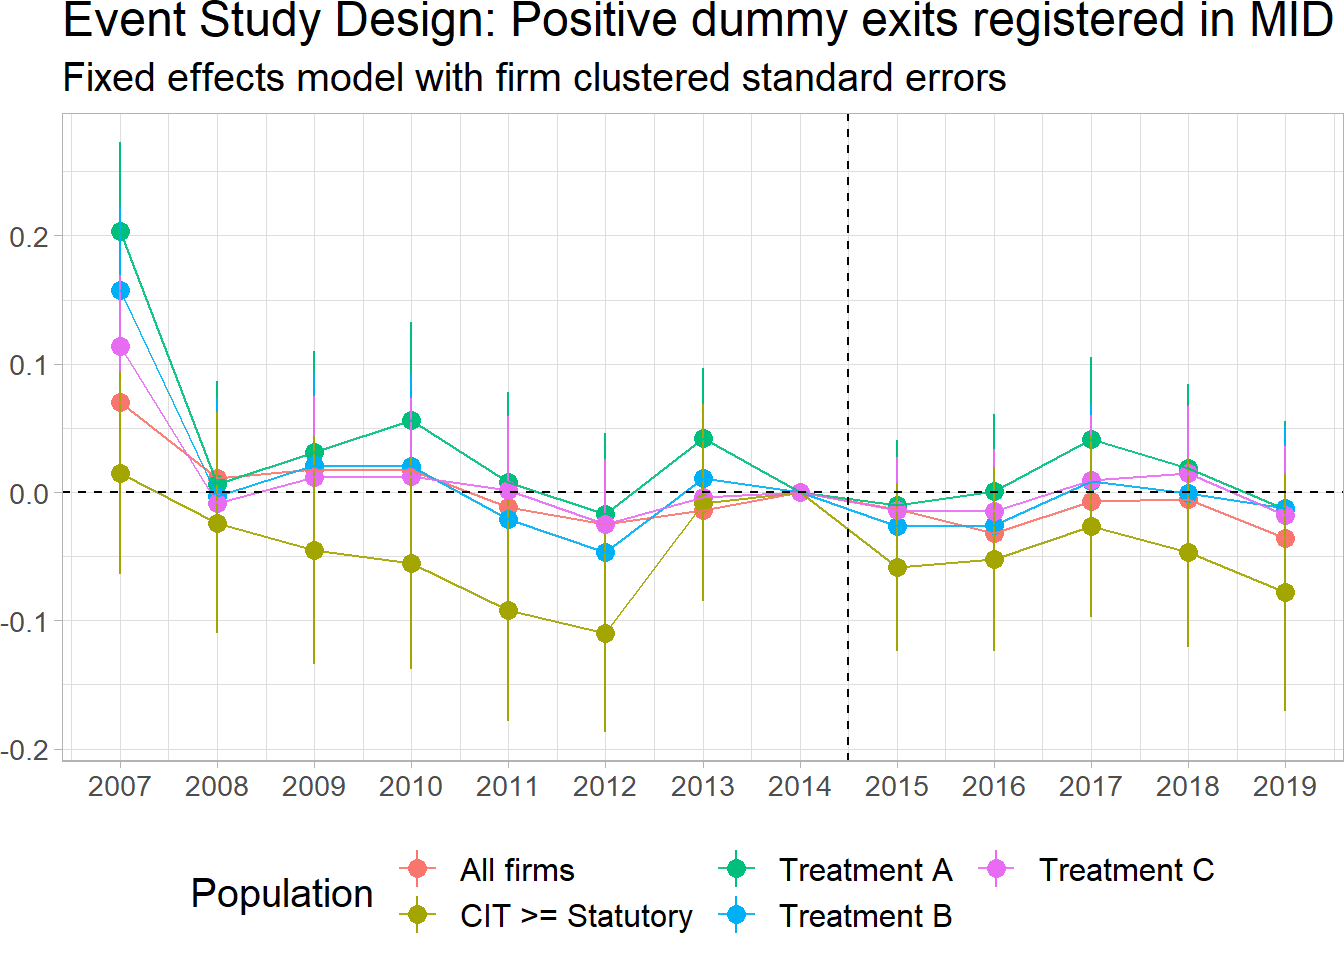 Event Study Design: Positive dummy exits registered in MID
Fixed effects model with firm clustered standard errors
0.2
0.1
0.0
-0.1
-0.2
2007 2008 2009 2010 2011 2012 2013 2014 2015 2016 2017 2018 2019
Population
All firms
CIT >= Statutory
Treatment A
Treatment B
Treatment C